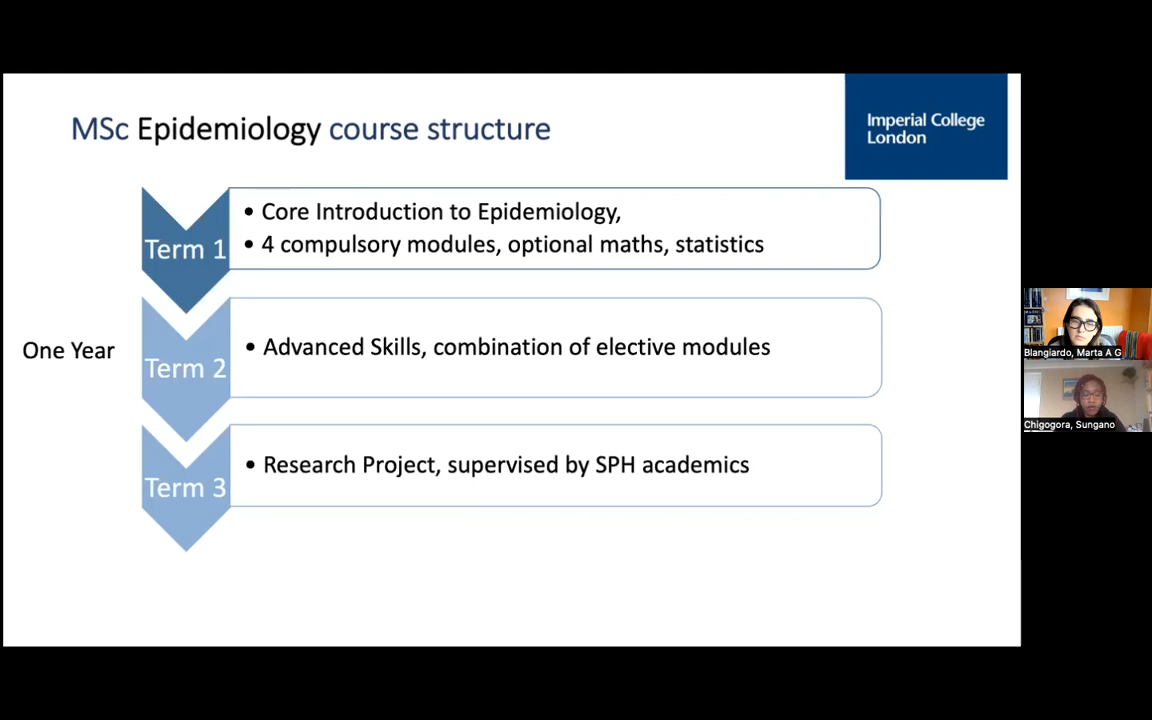 MSc Epidemiology course structure
Imperial College
London
Term 1
• Core Introduction to Epidemiology,
• 4 compulsory modules, optional maths, statistics
One Year
Term 2
• Advanced Skills, combination of elective modules
Term 3
• Research Project, supervised by SPH academics
Blangiardo, Marta A G
Chigogora, Sungano